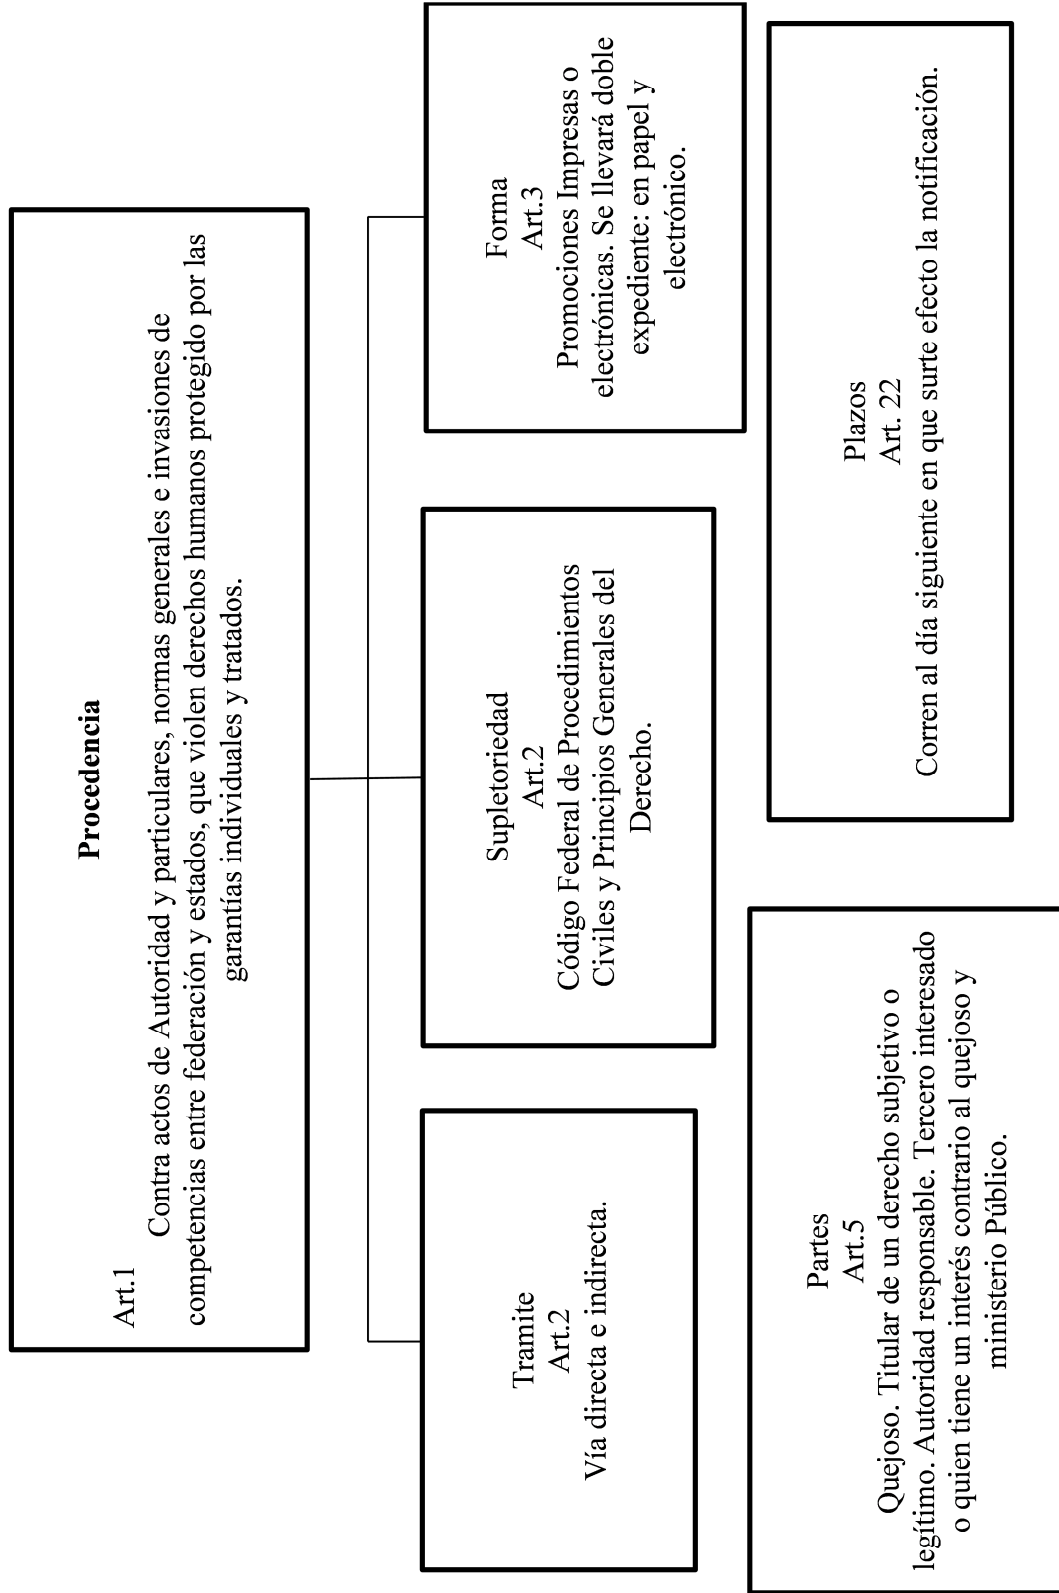 Procedencia
Art.1
Contra actos de Autoridad y particulares, normas generales e invasiones de
competencias entre federación y estados, que violen derechos humanos protegido por las
garantías individuales y tratados.
Tramite
Art.2
Vía directa e indirecta.
Supletoriedad
Art.2
Código Federal de Procedimientos
Civiles y Principios Generales del
Derecho.
Forma
Art.3
Promociones Impresas o
electrónicas. Se llevará doble
expediente: en papel y
electrónico.
Partes
Art.5
Quejoso. Titular de un derecho subjetivo o
legítimo. Autoridad responsable. Tercero interesado
o quien tiene un interés contrario al quejoso y
ministerio Público.
Plazos
Art. 22
Corren al día siguiente en que surte efecto la notificación.